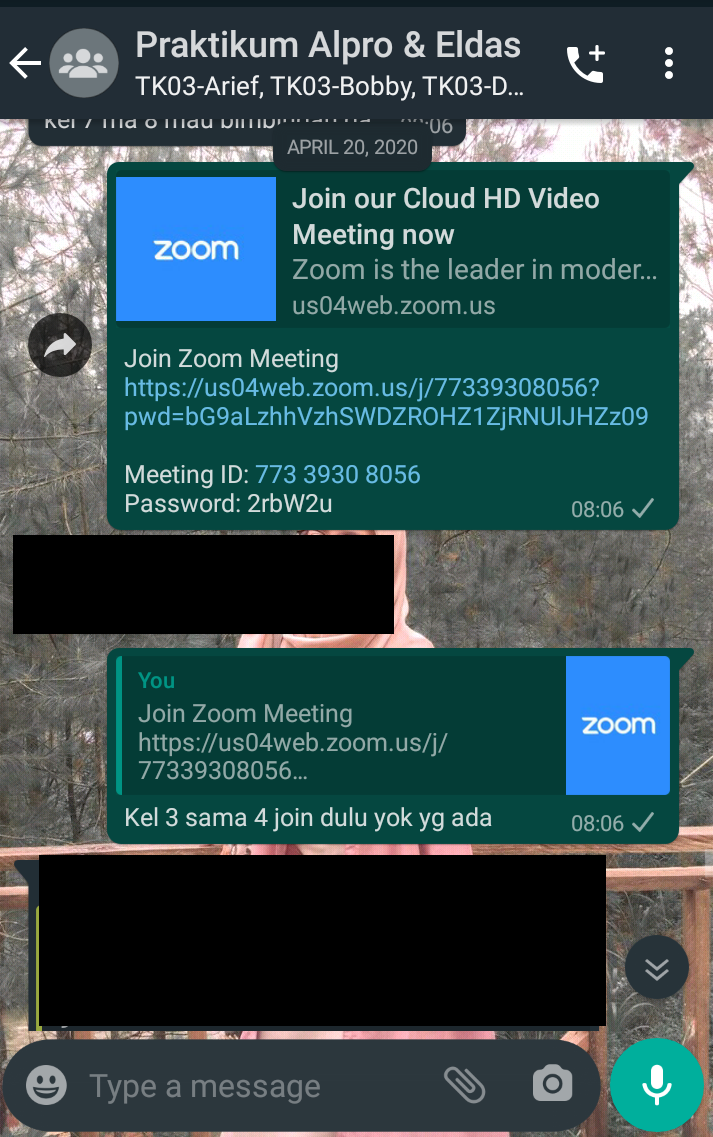 Praktikum Alpro & Eldas
TK03-Arief, TK03-Bobby, TK03-D...
kel 7 ma 8 mau bimbingan
08:06
APRIL 20, 2020
zoom
Join our Cloud HD Video
Meeting now
Zoom is the leader in moder...
us04web.zoom.us
Join Zoom Meeting
https://us04web.zoom.us/j/77339308056?
pwd=bG9aLzhhVzhSWDZROHZ1ZjRNUlJHZz09
Meeting ID: 773 3930 8056
Password: 2rbW2u
08:06
You
Join Zoom Meeting
https://us04web.zoom.us/j/
77339308056...
zoom
Kel 3 sama 4 join dulu yok yg ada
08:06
Type a message